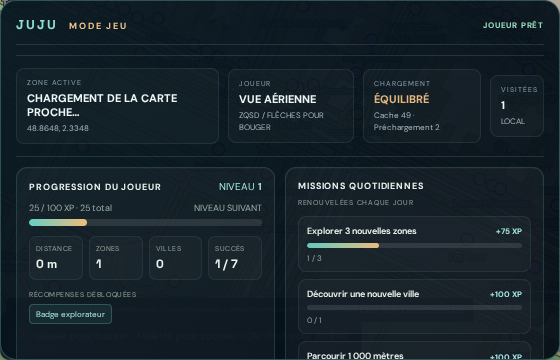 JUJU MODE JEU
JOUEUR PRÊT
ZONE ACTIVE
CHARGEMENT DE LA CARTE
PROCHE...
48.8648, 2.3348
JOUEUR
VUE AÉRIENNE
ZQSD / FLÈCHES POUR
BOUGER
CHARGEMENT
ÉQUILIBRÉ
Cache 49 ·
Préchargement 2
VISITÉES
1
LOCAL
PROGRESSION DU JOUEUR
NIVEAU 1
25 / 100 XP · 25 total
NIVEAU SUIVANT
DISTANCE
0 m
ZONES
1
VILLES
0
SUCCÈS
1 / 7
RÉCOMPENSES DÉBLOQUÉES
Badge explorateur
MISSIONS QUOTIDIENNES
RENOUVELÉES CHAQUE JOUR
Explorer 3 nouvelles zones
+75 XP
1 / 3
Découvrir une nouvelle ville
+100 XP
0 / 1
Parcourir 1 000 mètres
+100 XP